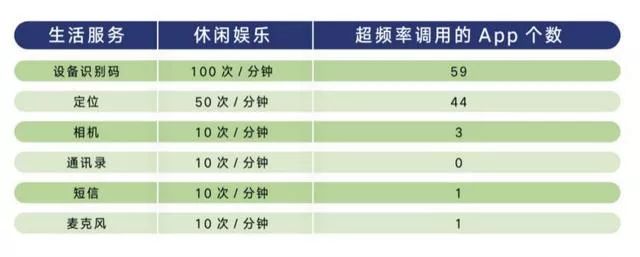 生活服务 休闲娱乐 超频率调用的 App 个数
设备识别码 100 次 / 分钟 59
定位 50 次 / 分钟 44
相机 10 次 / 分钟 3
通讯录 10 次 / 分钟 0
短信 10 次 / 分钟 1
麦克风 10 次 / 分钟 1